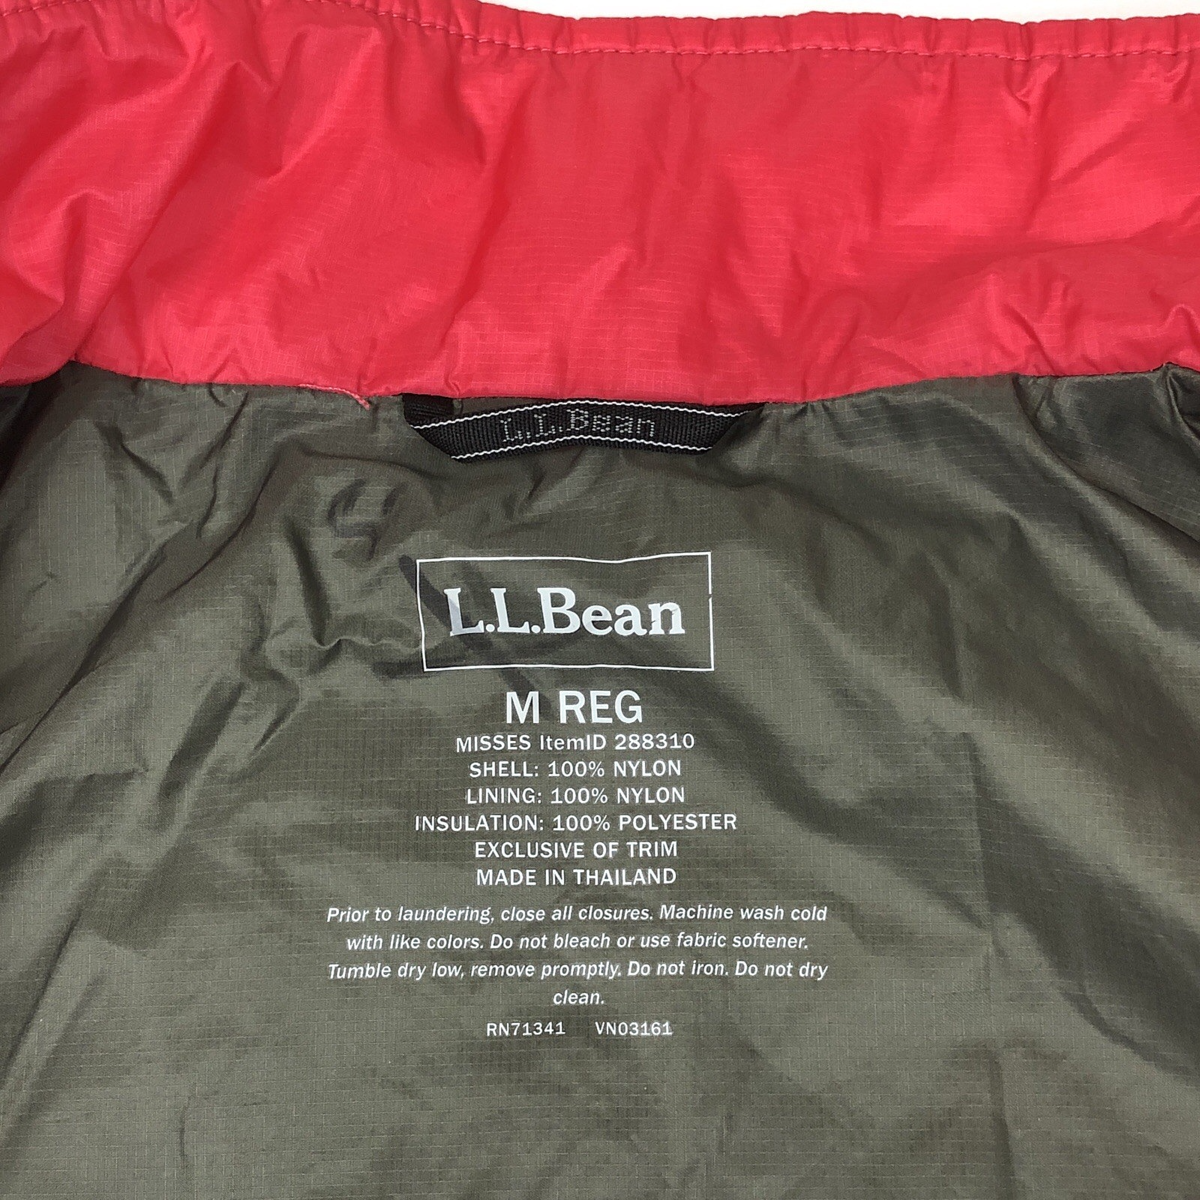 L.L.Bean
L.L.Bean
M REG
MISSES ItemID 288310
SHELL: 100% NYLON
LINING: 100% NYLON
INSULATION: 100% POLYESTER
EXCLUSIVE OF TRIM
MADE IN THAILAND
Prior to laundering, close all closures. Machine wash cold
with like colors. Do not bleach or use fabric softener.
Tumble dry low, remove promptly. Do not iron. Do not dry
clean.
RN71341 VN03161